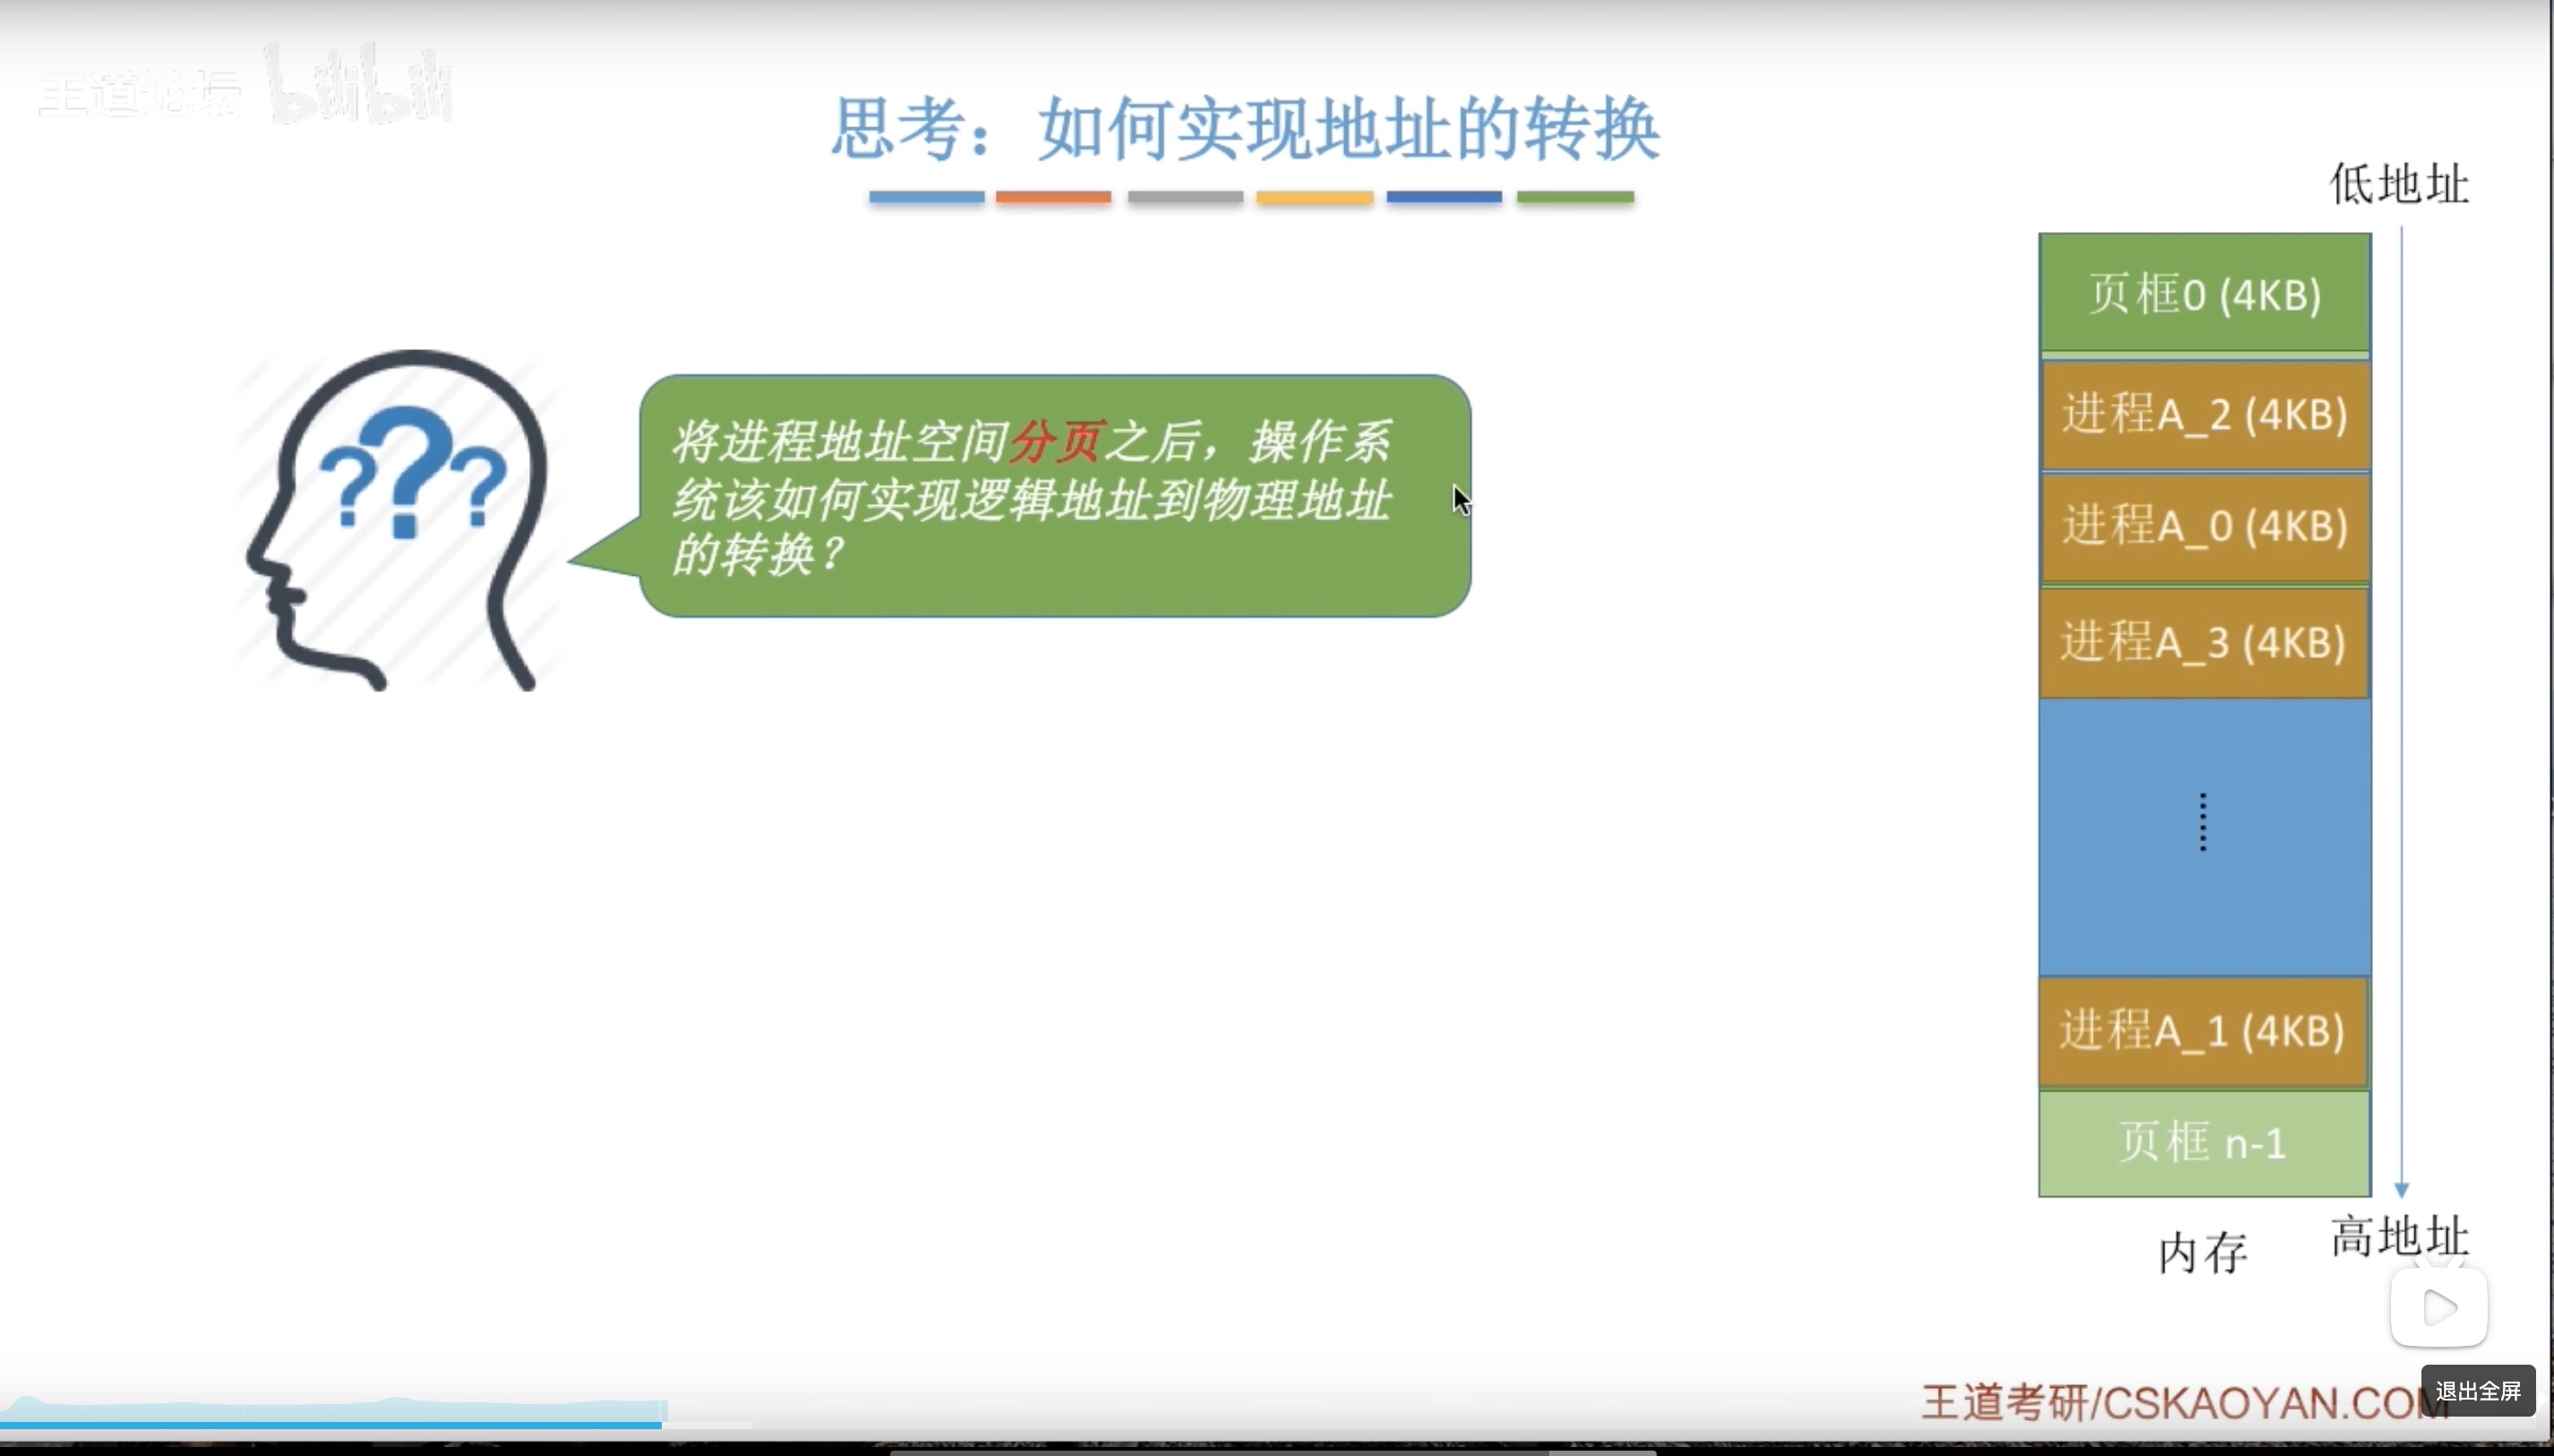 王道论坛 bilibili
思考：如何实现地址的转换
低地址
页框0 (4KB)
进程A_2 (4KB)
进程A_0 (4KB)
进程A_3 (4KB)
......
进程A_1 (4KB)
页框 n-1
内存
高地址
???
将进程地址空间分页之后，操作系
统该如何实现逻辑地址到物理地址
的转换？
王道考研/CSKAOYAN.COM
退出全屏